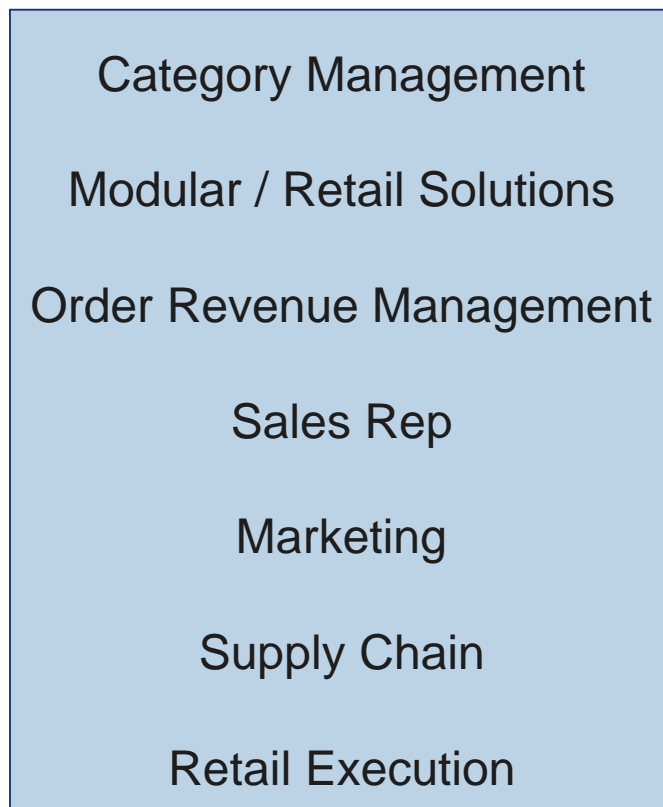 Category Management
Modular / Retail Solutions
Order Revenue Management
Sales Rep
Marketing
Supply Chain
Retail Execution